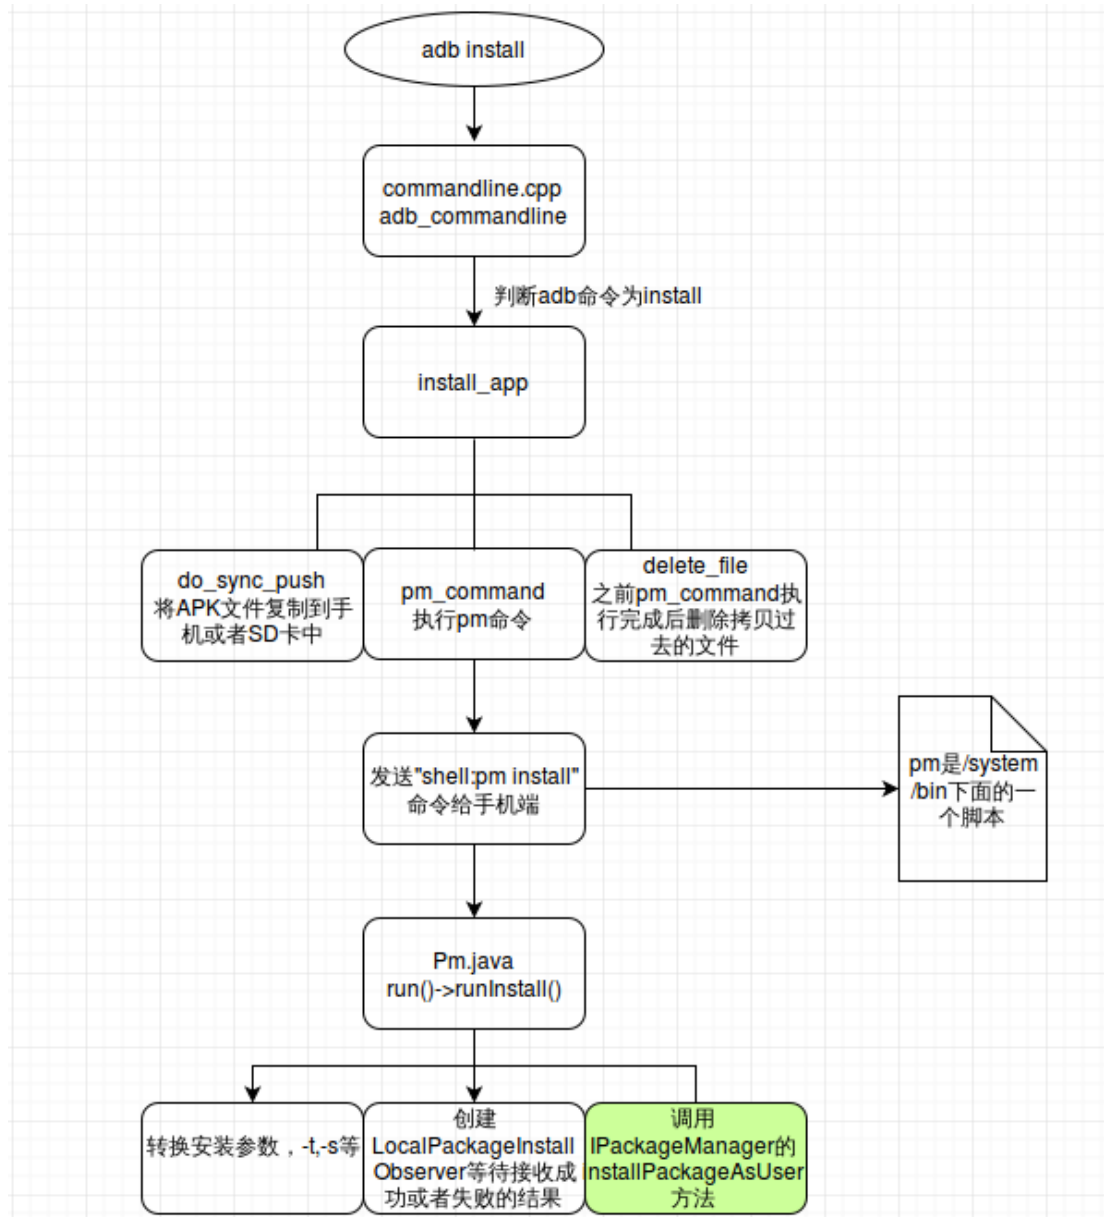 adb install
commandline.cpp
adb_commandline
判断adb命令为install
install_app
do_sync_push
将APK文件复制到手
机或者SD卡中
pm_command
执行pm命令
delete_file
之前pm_command执
行完成后删除拷贝过
去的文件
发送"shell:pm install"
命令给手机端
pm是/system
/bin下面的一
个脚本
Pm.java
run()->runInstall()
转换安装参数，-t,-s等
创建
LocalPackageInstall
Observer等待接收成
功或者失败的结果
调用
IPackageManager的
installPackageAsUser
方法